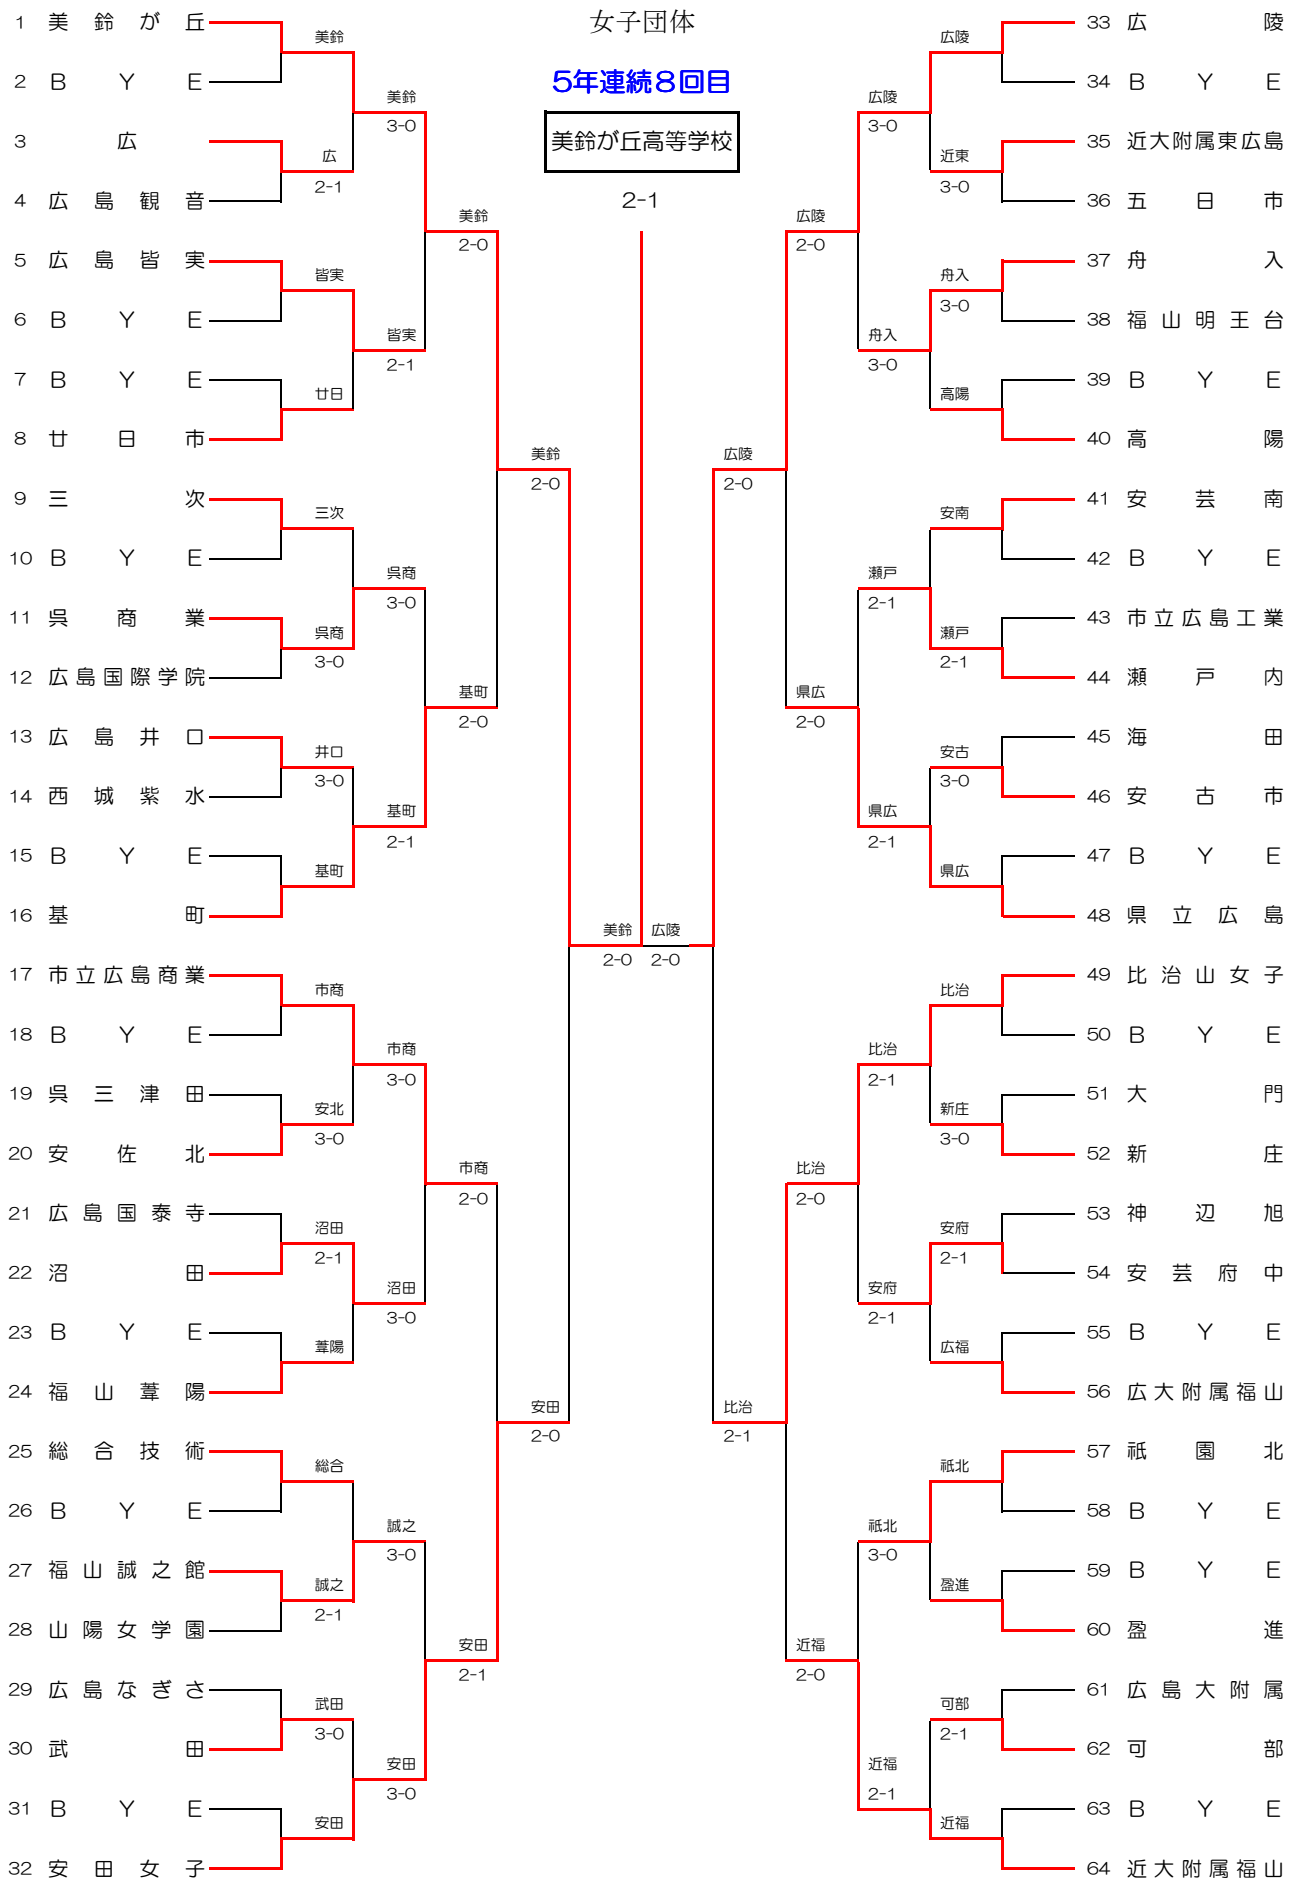 女子団体
5年連続8回目
美鈴が丘高等学校
2-1
1 美鈴が丘
2 BYE
3 広
4 広島観音
5 広島皆実
6 BYE
7 BYE
8 廿日市
9 三次
10 BYE
11 呉商業
12 広島国際学院
13 広島井口
14 西城紫水
15 BYE
16 基町
17 市立広島商業
18 BYE
19 呉三津田
20 安佐北
21 広島国泰寺
22 沼田
23 BYE
24 福山葦陽
25 総合技術
26 BYE
27 福山誠之館
28 山陽女学園
29 広島なぎさ
30 武田
31 BYE
32 安田女子
美鈴
広
2-1
皆実
廿日
三次
呉商
3-0
井口
3-0
基町
市商
安北
3-0
沼田
2-1
葦陽
総合
誠之
2-1
武田
3-0
安田
美鈴
3-0
皆実
2-1
呉商
3-0
基町
2-1
市商
3-0
沼田
3-0
誠之
3-0
安田
3-0
美鈴
2-0
基町
2-0
市商
2-0
安田
2-1
美鈴
2-0
安田
2-0
美鈴
2-0
広陵
2-0
広陵
2-0
比治
2-1
広陵
2-0
県広
2-0
比治
2-0
近福
2-0
広陵
3-0
舟入
3-0
瀬戸
2-1
県広
2-1
比治
2-1
安府
2-1
祇北
3-0
近福
2-1
広陵
近東
3-0
舟入
3-0
高陽
安南
瀬戸
2-1
安古
3-0
県広
比治
新庄
3-0
安府
2-1
広福
祇北
盈進
可部
2-1
近福
33 広陵
34 BYE
35 近大附属東広島
36 五日市
37 舟入
38 福山明王台
39 BYE
40 高陽
41 安芸南
42 BYE
43 市立広島工業
44 瀬戸内
45 海田
46 安古市
47 BYE
48 県立広島
49 比治山女子
50 BYE
51 大門
52 新庄
53 神辺旭
54 安芸府中
55 BYE
56 広大附属福山
57 祇園北
58 BYE
59 BYE
60 盈進
61 広島大附属
62 可部
63 BYE
64 近大附属福山